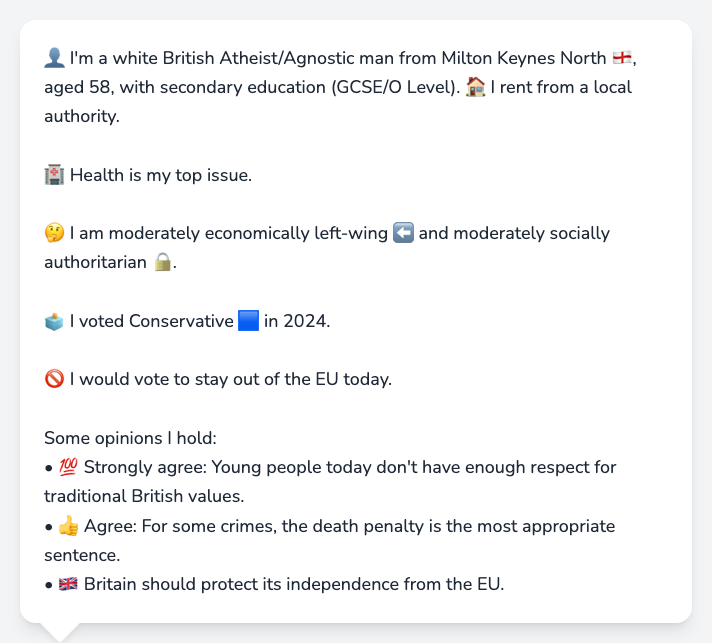 👤 I'm a white British Atheist/Agnostic man from Milton Keynes North 🏴󠁧󠁢󠁥󠁮󠁧󠁿,
aged 58, with secondary education (GCSE/O Level). 🏠 I rent from a local
authority.
🏥 Health is my top issue.
🤔 I am moderately economically left-wing ⬅️ and moderately socially
authoritarian 🔒.
🗳️ I voted Conservative 🟦 in 2024.
🚫 I would vote to stay out of the EU today.
Some opinions I hold:
• 💯 Strongly agree: Young people today don't have enough respect for
traditional British values.
• 👍 Agree: For some crimes, the death penalty is the most appropriate
sentence.
• 🇬🇧 Britain should protect its independence from the EU.